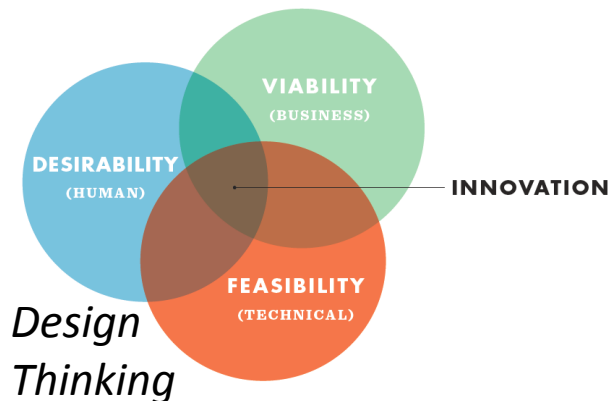 VIABILITY
(BUSINESS)
DESIRABILITY
(HUMAN)
INNOVATION
FEASIBILITY
(TECHNICAL)
Design
Thinking